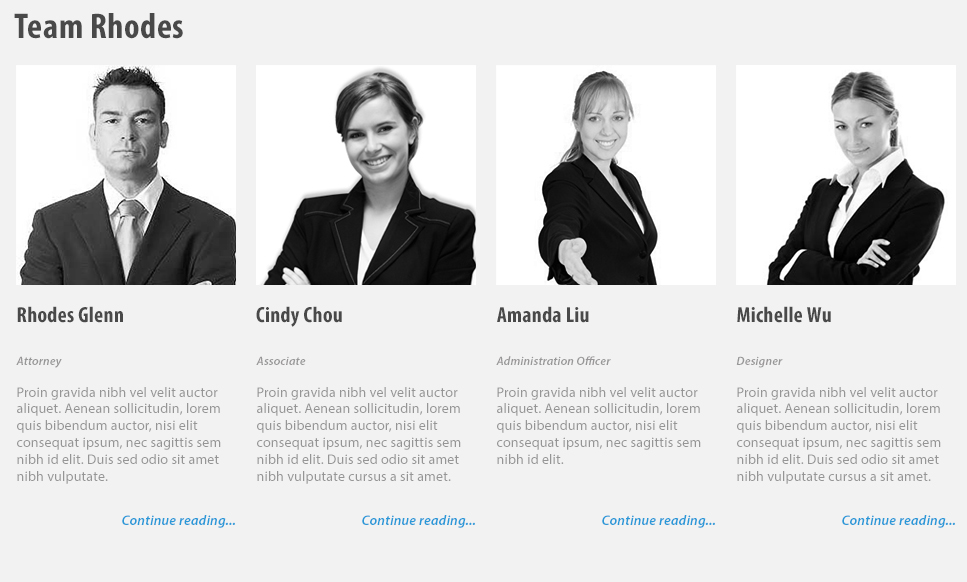 Team Rhodes
Rhodes Glenn
Attorney
Proin gravida nibh vel velit auctor
aliquet. Aenean sollicitudin, lorem
quis bibendum auctor, nisi elit
consequat ipsum, nec sagittis sem
nibh id elit. Duis sed odio sit amet
nibh vulputate.
Continue reading...
Cindy Chou
Associate
Proin gravida nibh vel velit auctor
aliquet. Aenean sollicitudin, lorem
quis bibendum auctor, nisi elit
consequat ipsum, nec sagittis sem
nibh id elit. Duis sed odio sit amet
nibh vulputate cursus a sit amet.
Continue reading...
Amanda Liu
Administration Officer
Proin gravida nibh vel velit auctor
aliquet. Aenean sollicitudin, lorem
quis bibendum auctor, nisi elit
consequat ipsum, nec sagittis sem
nibh id elit.
Continue reading...
Michelle Wu
Designer
Proin gravida nibh vel velit auctor
aliquet. Aenean sollicitudin, lorem
quis bibendum auctor, nisi elit
consequat ipsum, nec sagittis sem
nibh id elit. Duis sed odio sit amet
nibh vulputate cursus a sit amet.
Continue reading...